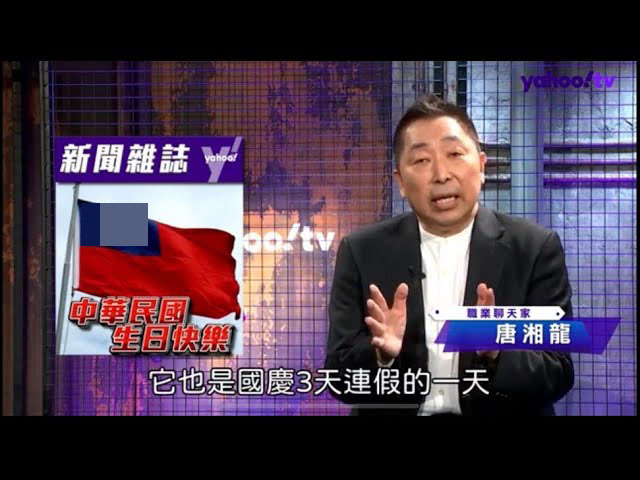 yahoo!tv
新聞雜誌
yahoo!
Y!
oo!tv
中華民國
生日快樂
職業聊天家
唐湘龍
它也是國慶3天連假的一天